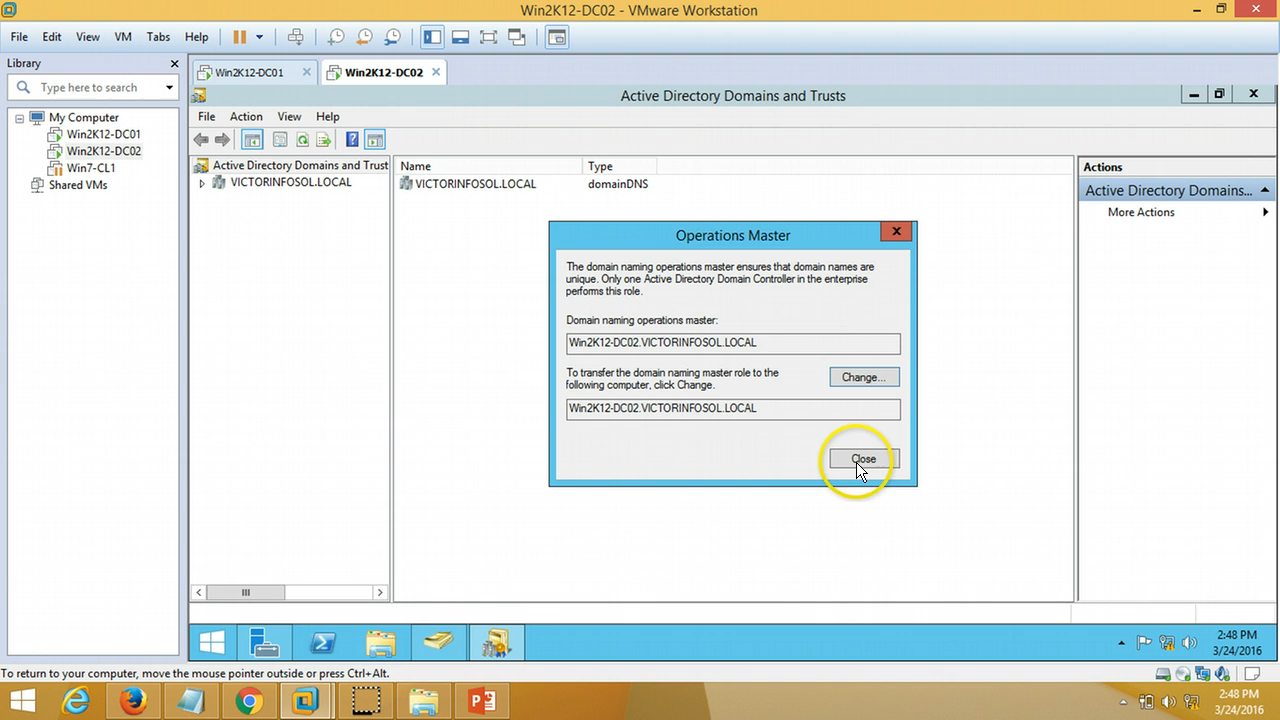 Win2K12-DC02 - VMware Workstation
File Edit View VM Tabs Help
Library
Type here to search
My Computer
Win2K12-DC01
Win2K12-DC02
Win7-CL1
Shared VMs
Win2K12-DC01 Win2K12-DC02
Active Directory Domains and Trusts
File Action View Help
Active Directory Domains and Trust
VICTORINFOSOL.LOCAL
Name Type
VICTORINFOSOL.LOCAL domainDNS
Actions
Active Directory Domains...
More Actions
Operations Master
The domain naming operations master ensures that domain names are
unique. Only one Active Directory Domain Controller in the enterprise
performs this role.
Domain naming operations master:
Win2K12-DC02.VICTORINFOSOL.LOCAL
To transfer the domain naming master role to the
following computer, click Change.
Change...
Win2K12-DC02.VICTORINFOSOL.LOCAL
Close
2:48 PM
3/24/2016
To return to your computer, move the mouse pointer outside or press Ctrl+Alt.
2:48 PM
3/24/2016